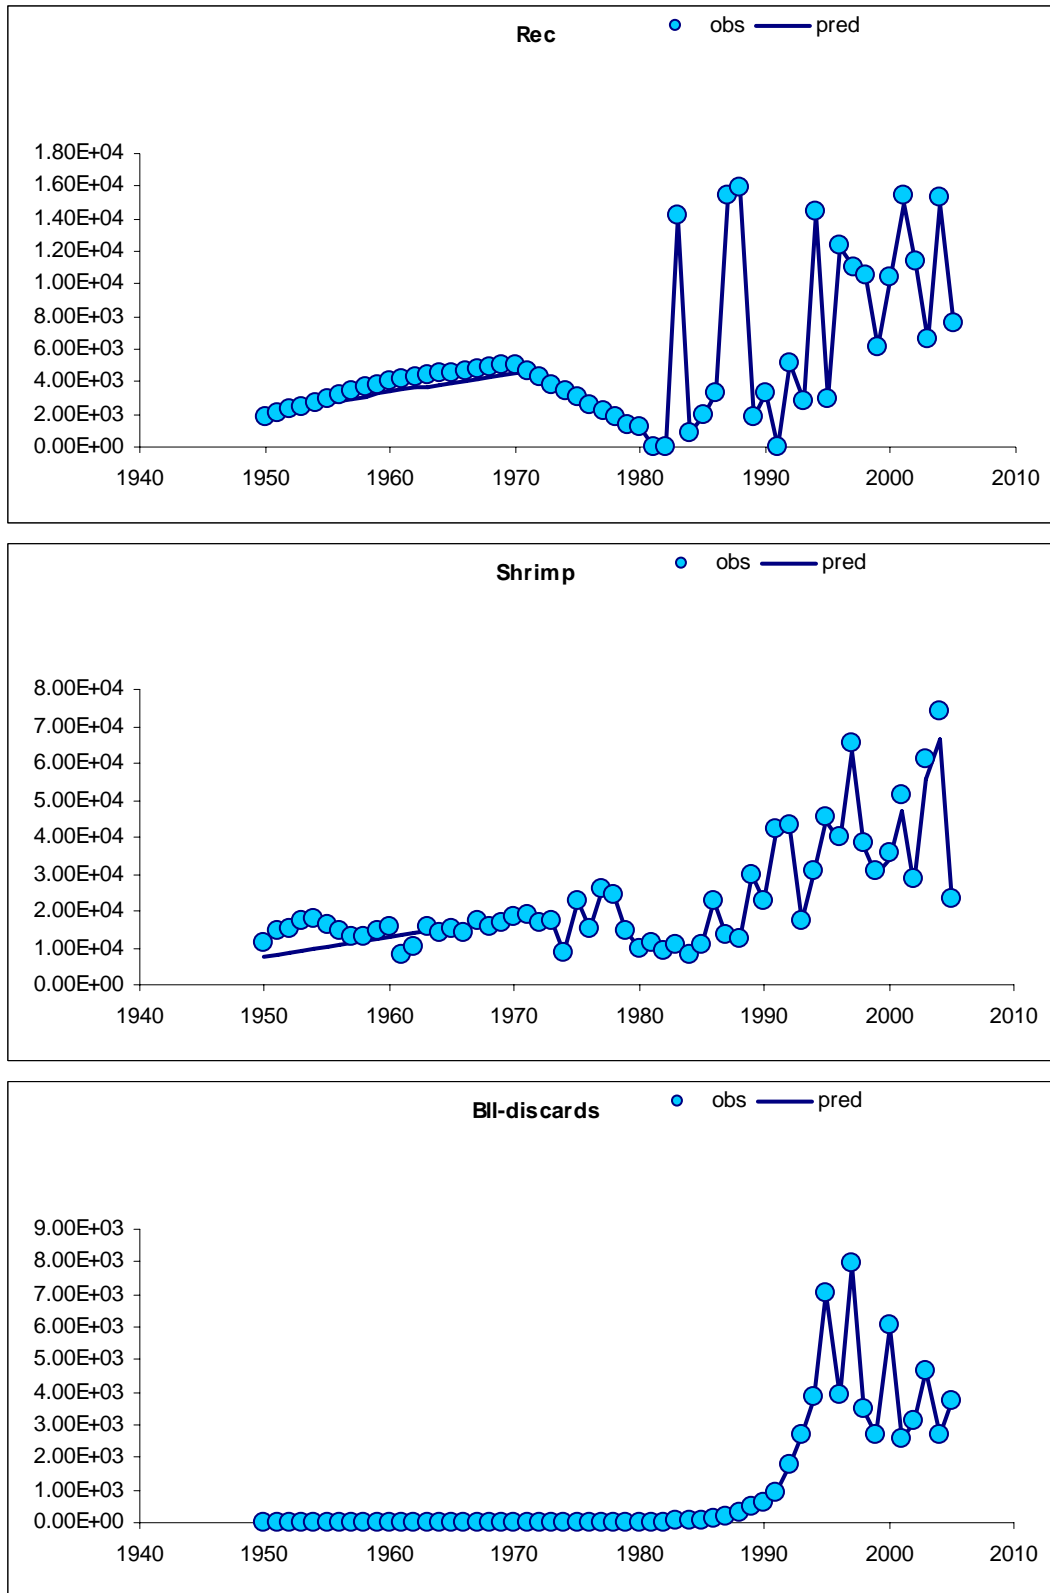 Rec
obs pred
1.80E+04
1.60E+04
1.40E+04
1.20E+04
1.00E+04
8.00E+03
6.00E+03
4.00E+03
2.00E+03
0.00E+00
1940 1950 1960 1970 1980 1990 2000 2010
Shrimp
obs pred
8.00E+04
7.00E+04
6.00E+04
5.00E+04
4.00E+04
3.00E+04
2.00E+04
1.00E+04
0.00E+00
1940 1950 1960 1970 1980 1990 2000 2010
Bll-discards
obs pred
9.00E+03
8.00E+03
7.00E+03
6.00E+03
5.00E+03
4.00E+03
3.00E+03
2.00E+03
1.00E+03
0.00E+00
1940 1950 1960 1970 1980 1990 2000 2010